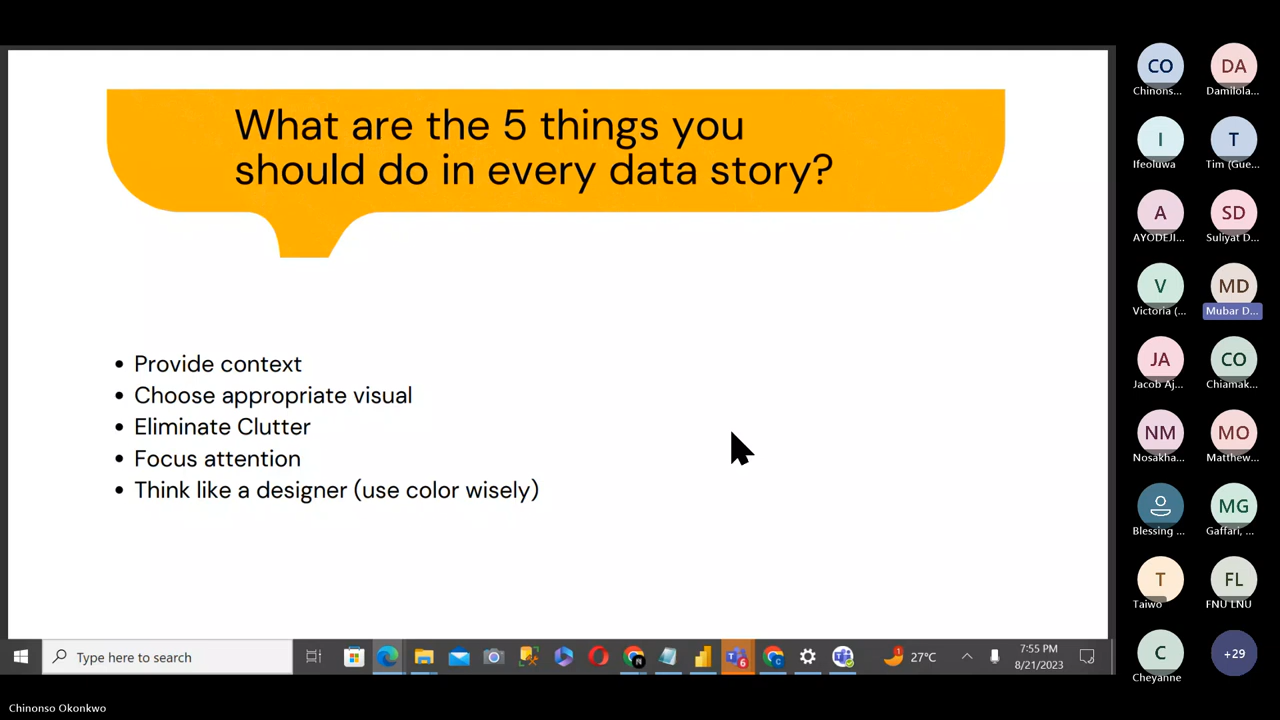 What are the 5 things you
should do in every data story?
• Provide context
• Choose appropriate visual
• Eliminate Clutter
• Focus attention
• Think like a designer (use color wisely)
CO
Chinons...
DA
Damilola...
I
Ifeoluwa
T
Tim (Gue...
A
AYODEJI...
SD
Suliyat D...
V
Victoria (...
MD
Mubar D...
JA
Jacob Aj...
CO
Chiamak...
NM
Nosakha...
MO
Matthew...
Blessing ...
MG
Gaffari, ...
T
Taiwo
FL
FNU LNU
C
Cheyanne
+29
Type here to search
6
1
27°C
7:55 PM
8/21/2023
Chinonso Okonkwo